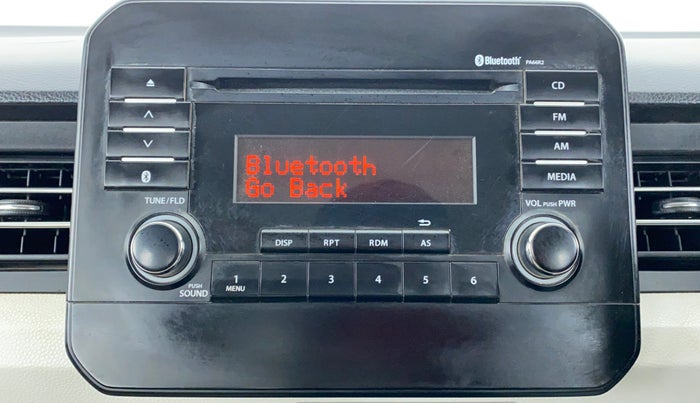 Bluetooth PA66R2
CD
FM
AM
MEDIA
Bluetooth
Go Back
TUNE/FLD
VOL PUSH PWR
DISP RPT RDM AS
PUSH
SOUND
1 2 3 4 5 6
MENU